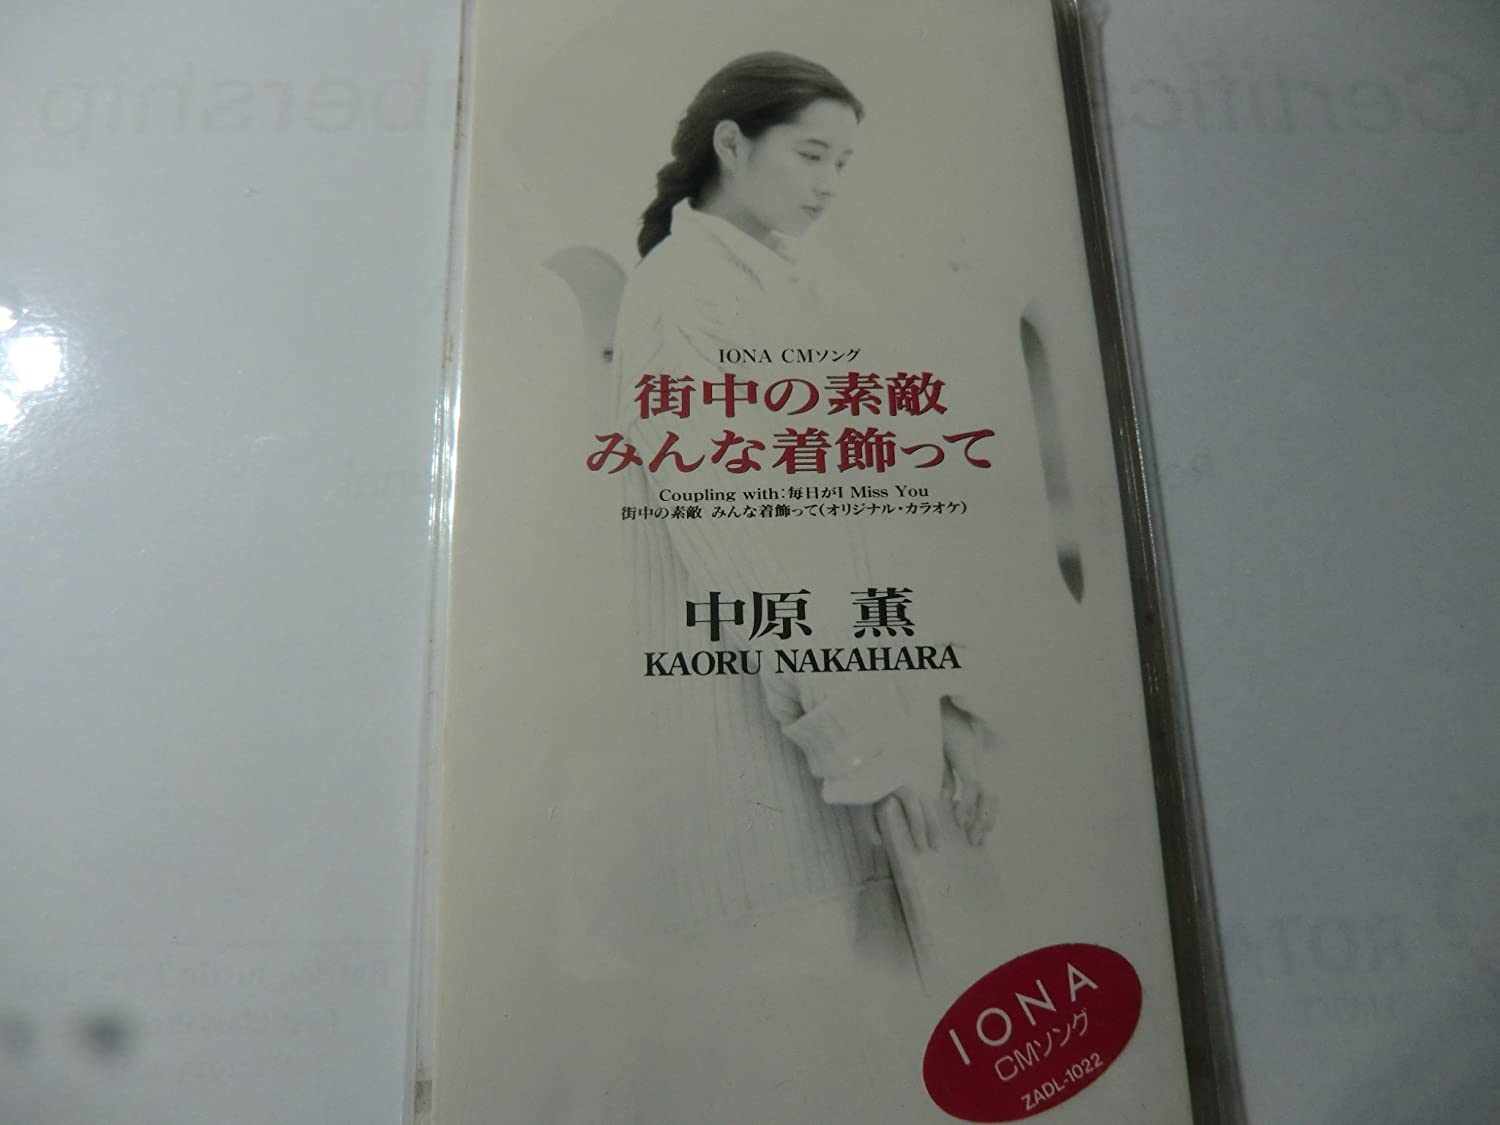 IONA CMソング
街中の素敵
みんな着飾って
Coupling with:毎日がI Miss You
街中の素敵 みんな着飾って(オリジナル・カラオケ)
中原 薫
KAORU NAKAHARA
IONA
CMソング
ZADL-1022